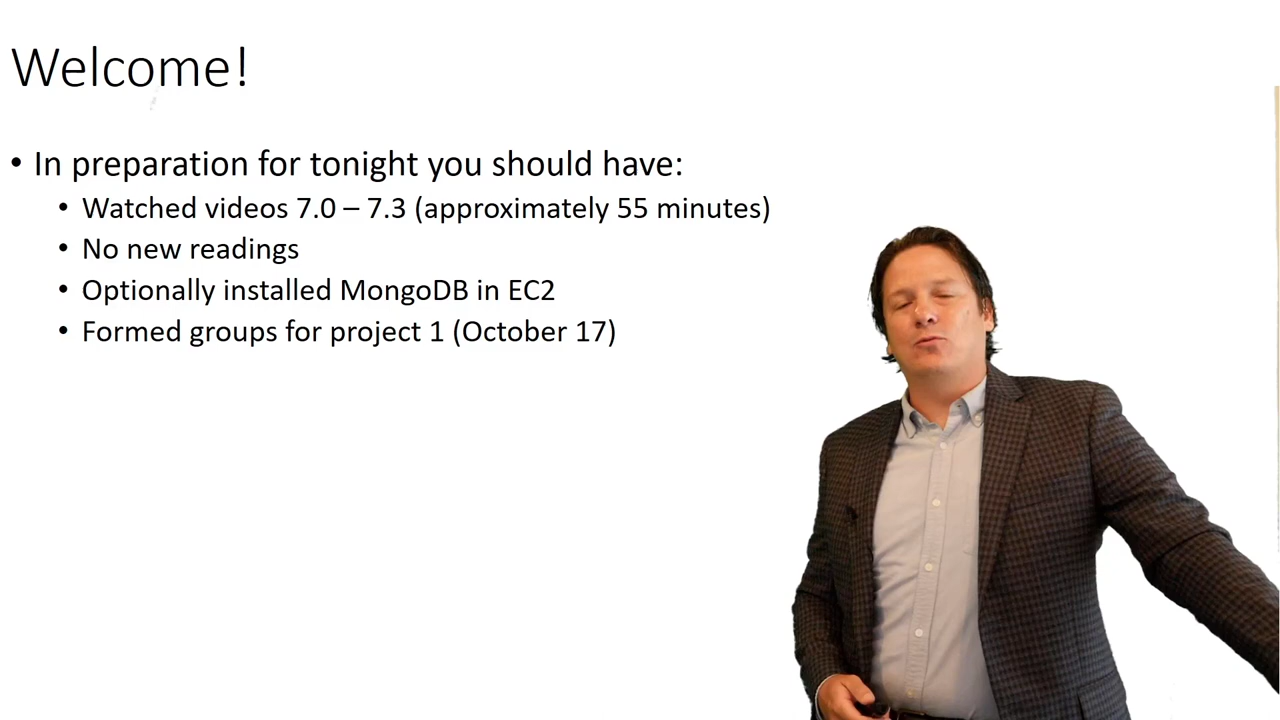 Welcome!
• In preparation for tonight you should have:
• Watched videos 7.0 – 7.3 (approximately 55 minutes)
• No new readings
• Optionally installed MongoDB in EC2
• Formed groups for project 1 (October 17)